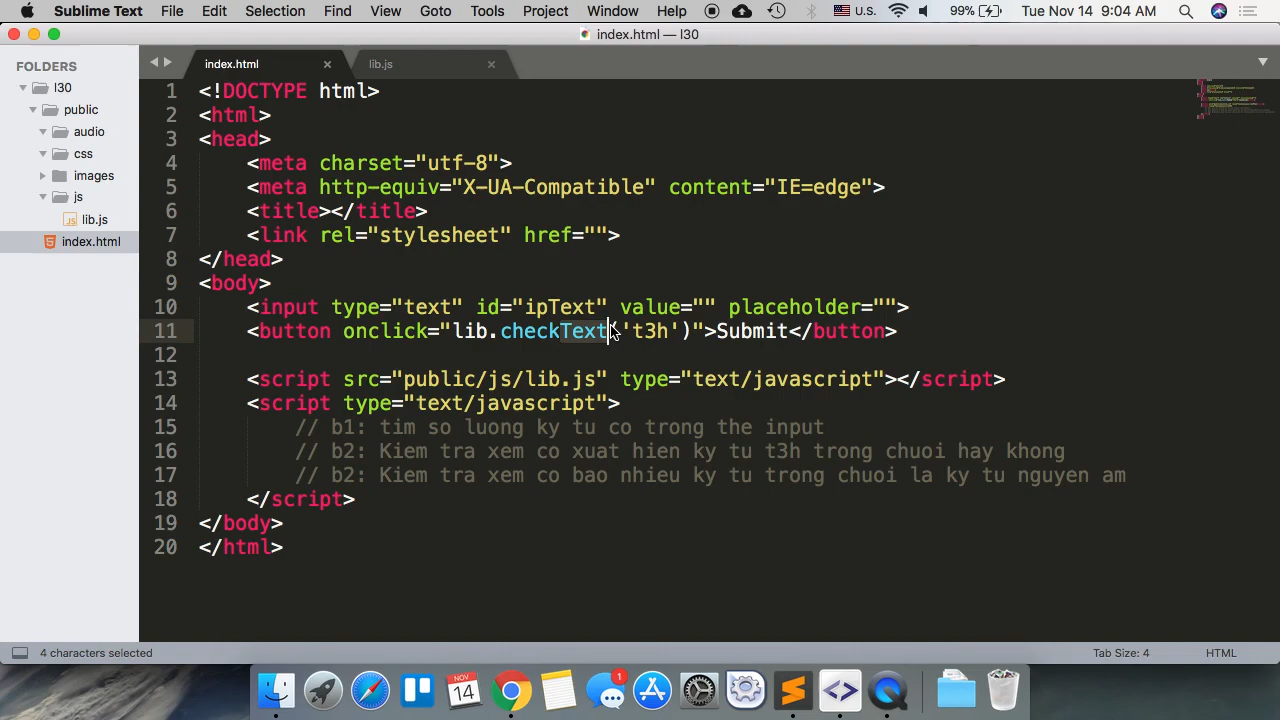 Sublime Text File Edit Selection Find View Goto Tools Project Window Help U.S. 99% Tue Nov 14 9:04 AM
index.html — l30
FOLDERS
l30
public
audio
css
images
js
lib.js
index.html
index.html × lib.js ×
1 <!DOCTYPE html>
2 <html>
3 <head>
4 <meta charset="utf-8">
5 <meta http-equiv="X-UA-Compatible" content="IE=edge">
6 <title></title>
7 <link rel="stylesheet" href="">
8 </head>
9 <body>
10 <input type="text" id="ipText" value="" placeholder="">
11 <button onclick="lib.checkText('t3h')">Submit</button>
12
13 <script src="public/js/lib.js" type="text/javascript"></script>
14 <script type="text/javascript">
15 // b1: tim so luong ky tu co trong the input
16 // b2: Kiem tra xem co xuat hien ky tu t3h trong chuoi hay khong
17 // b2: Kiem tra xem co bao nhieu ky tu trong chuoi la ky tu nguyen am
18 </script>
19 </body>
20 </html>
4 characters selected Tab Size: 4 HTML
NOV
14
1